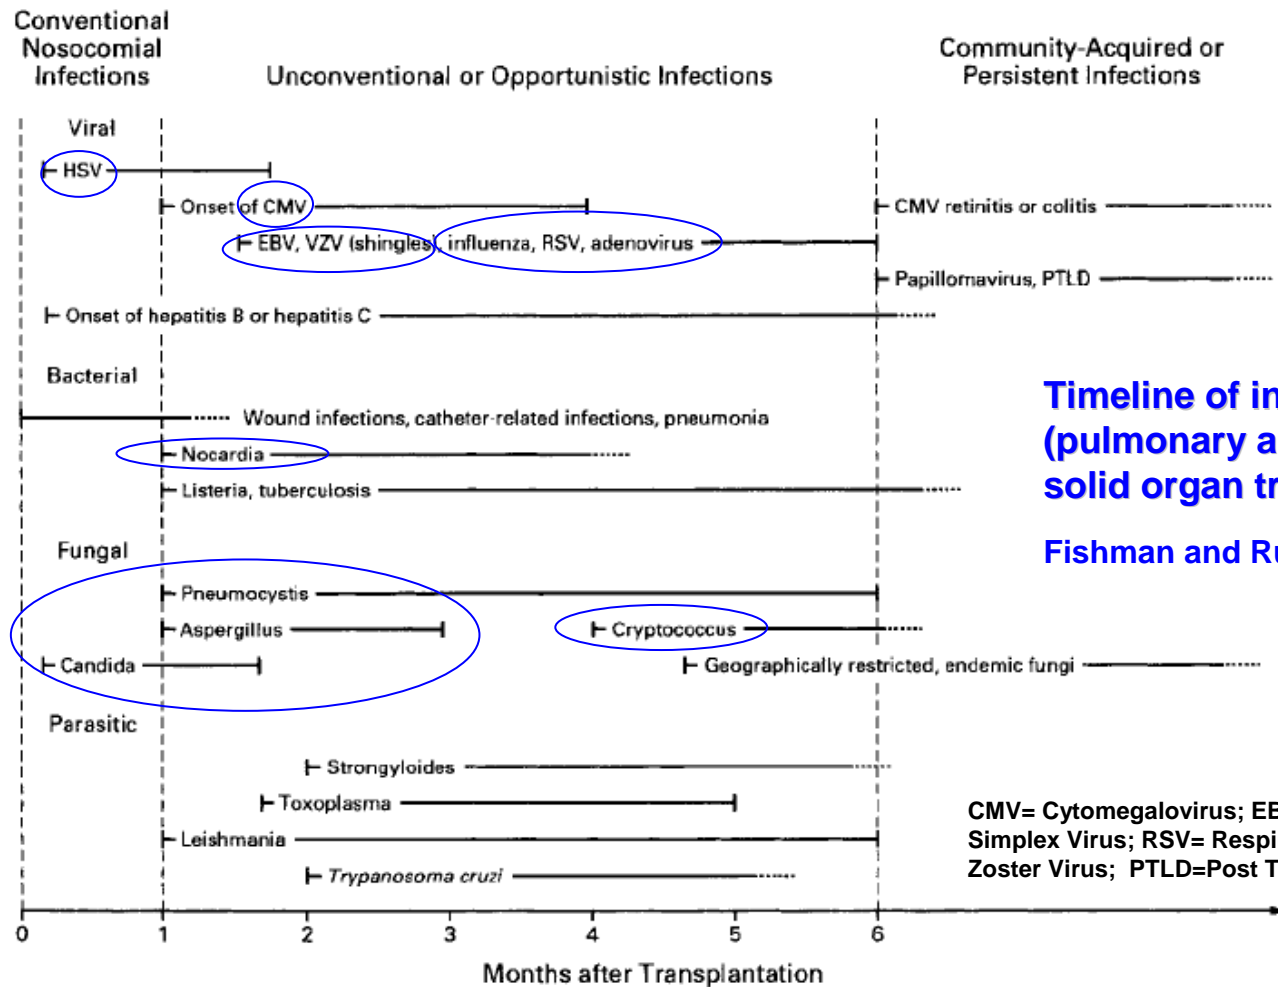 Conventional
Nosocomial
Infections
Unconventional or Opportunistic Infections
Community-Acquired or
Persistent Infections
Viral
HSV
Onset of CMV
CMV retinitis or colitis
EBV, VZV (shingles), influenza, RSV, adenovirus
Papillomavirus, PTLD
Onset of hepatitis B or hepatitis C
Bacterial
Wound infections, catheter-related infections, pneumonia
Nocardia
Listeria, tuberculosis
Timeline of in
(pulmonary a
solid organ tr
Fishman and Ru
Fungal
Pneumocystis
Aspergillus
Cryptococcus
Candida
Geographically restricted, endemic fungi
Parasitic
Strongyloides
Toxoplasma
Leishmania
Trypanosoma cruzi
CMV= Cytomegalovirus; EB
Simplex Virus; RSV= Respi
Zoster Virus; PTLD=Post T
0 1 2 3 4 5 6
Months after Transplantation